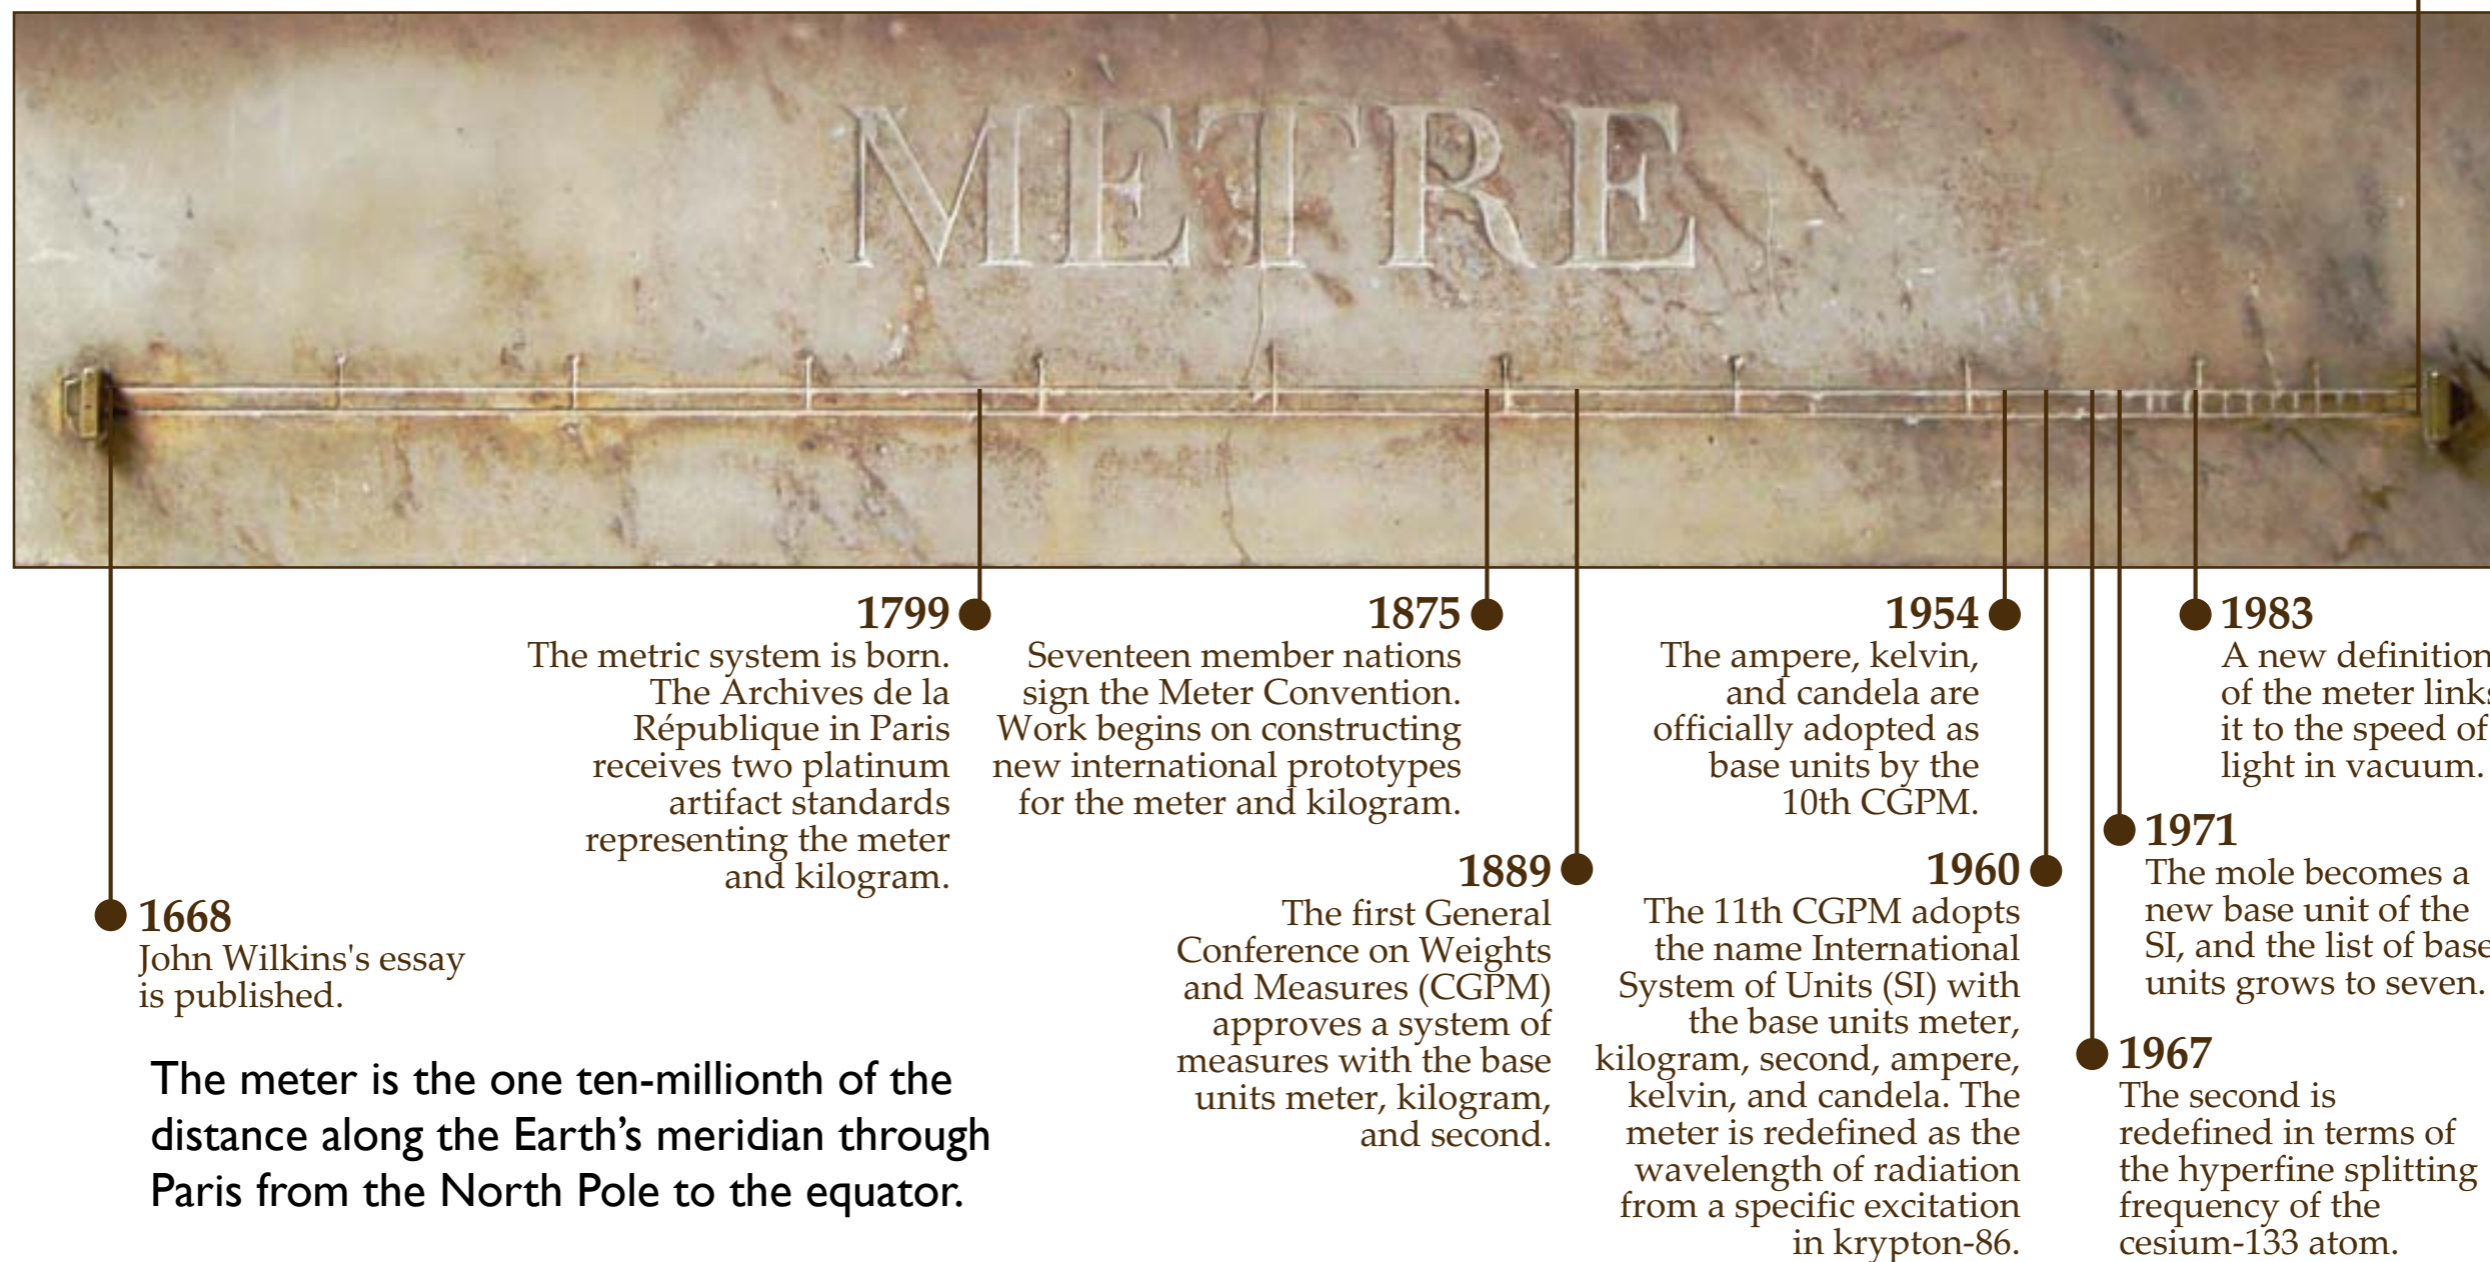 METRE
1799
The metric system is born.
The Archives de la
République in Paris
receives two platinum
artifact standards
representing the meter
and kilogram.
1875
Seventeen member nations
sign the Meter Convention.
Work begins on constructing
new international prototypes
for the meter and kilogram.
1954
The ampere, kelvin,
and candela are
officially adopted as
base units by the
10th CGPM.
1983
A new definition
of the meter links
it to the speed of
light in vacuum.
1971
The mole becomes a
new base unit of the
SI, and the list of base
units grows to seven.
1889
The first General
Conference on Weights
and Measures (CGPM)
approves a system of
measures with the base
units meter, kilogram,
and second.
1960
The 11th CGPM adopts
the name International
System of Units (SI) with
the base units meter,
kilogram, second, ampere,
kelvin, and candela. The
meter is redefined as the
wavelength of radiation
from a specific excitation
in krypton-86.
1668
John Wilkins's essay
is published.
1967
The second is
redefined in terms of
the hyperfine splitting
frequency of the
cesium-133 atom.
The meter is the one ten-millionth of the
distance along the Earth’s meridian through
Paris from the North Pole to the equator.